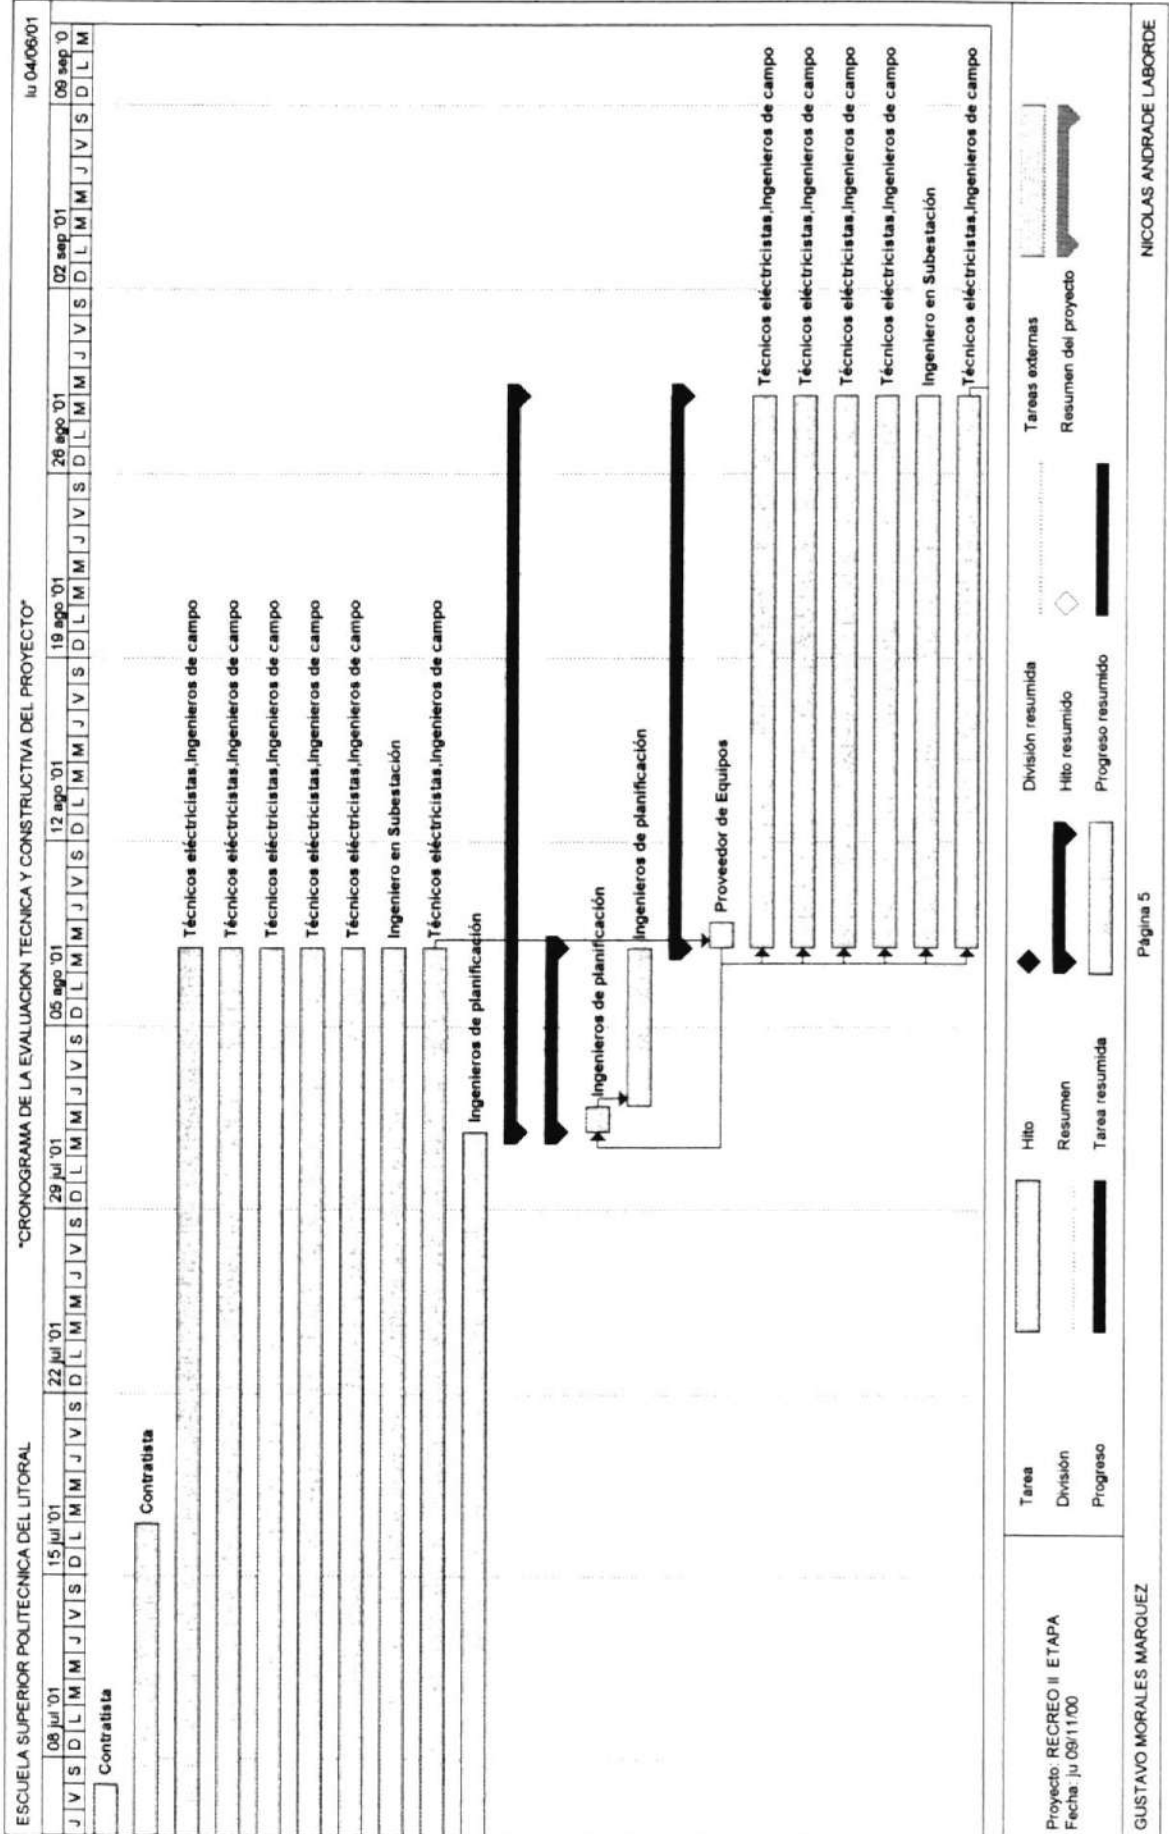 ESCUELA SUPERIOR POLITECNICA DEL LITORAL "CRONOGRAMA DE LA EVALUACION TECNICA Y CONSTRUCTIVA DEL PROYECTO" lu 04/06/01
08 jul '01 15 jul '01 22 jul '01 29 jul '01 05 ago '01 12 ago '01 19 ago '01 26 ago '01 02 sep '01 09 sep '0
J V S D L M M J V S D L M M J V S D L M M J V S D L M M J V S D L M M J V S D L M M J V S D L M M J V S D L M M J V S D L M M J V S D L M
Contratista
Contratista
Técnicos eléctricistas,Ingenieros de campo
Técnicos eléctricistas,Ingenieros de campo
Técnicos eléctricistas,Ingenieros de campo
Técnicos eléctricistas,Ingenieros de campo
Técnicos eléctricistas,Ingenieros de campo
Ingeniero en Subestación
Técnicos eléctricistas,Ingenieros de campo
Ingenieros de planificación
Ingenieros de planificación
Ingenieros de planificación
Proveedor de Equipos
Técnicos eléctricistas,Ingenieros de campo
Técnicos eléctricistas,Ingenieros de campo
Técnicos eléctricistas,Ingenieros de campo
Técnicos eléctricistas,Ingenieros de campo
Ingeniero en Subestación
Técnicos eléctricistas,Ingenieros de campo
Proyecto: RECREO II ETAPA
Fecha: ju 09/11/00
Tarea Hito División resumida Tareas externas
División Resumen Hito resumido Resumen del proyecto
Progreso Tarea resumida Progreso resumido
GUSTAVO MORALES MARQUEZ Página 5 NICOLAS ANDRADE LABORDE